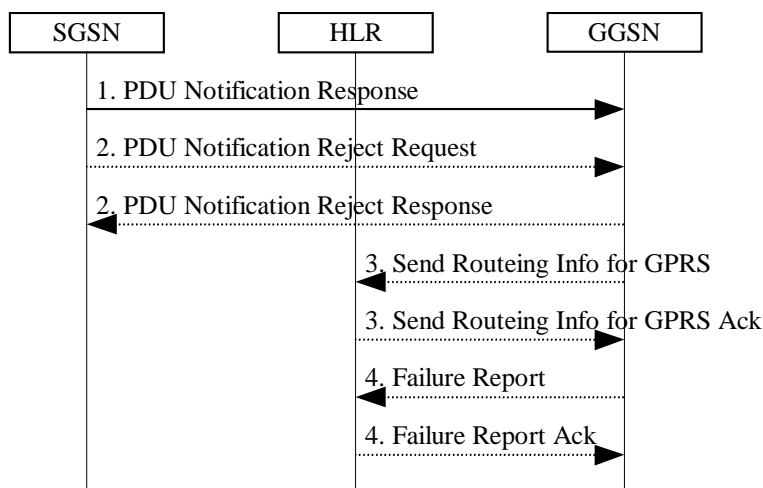 SGSN HLR GGSN
1. PDU Notification Response
2. PDU Notification Reject Request
2. PDU Notification Reject Response
3. Send Routeing Info for GPRS
3. Send Routeing Info for GPRS Ack
4. Failure Report
4. Failure Report Ack